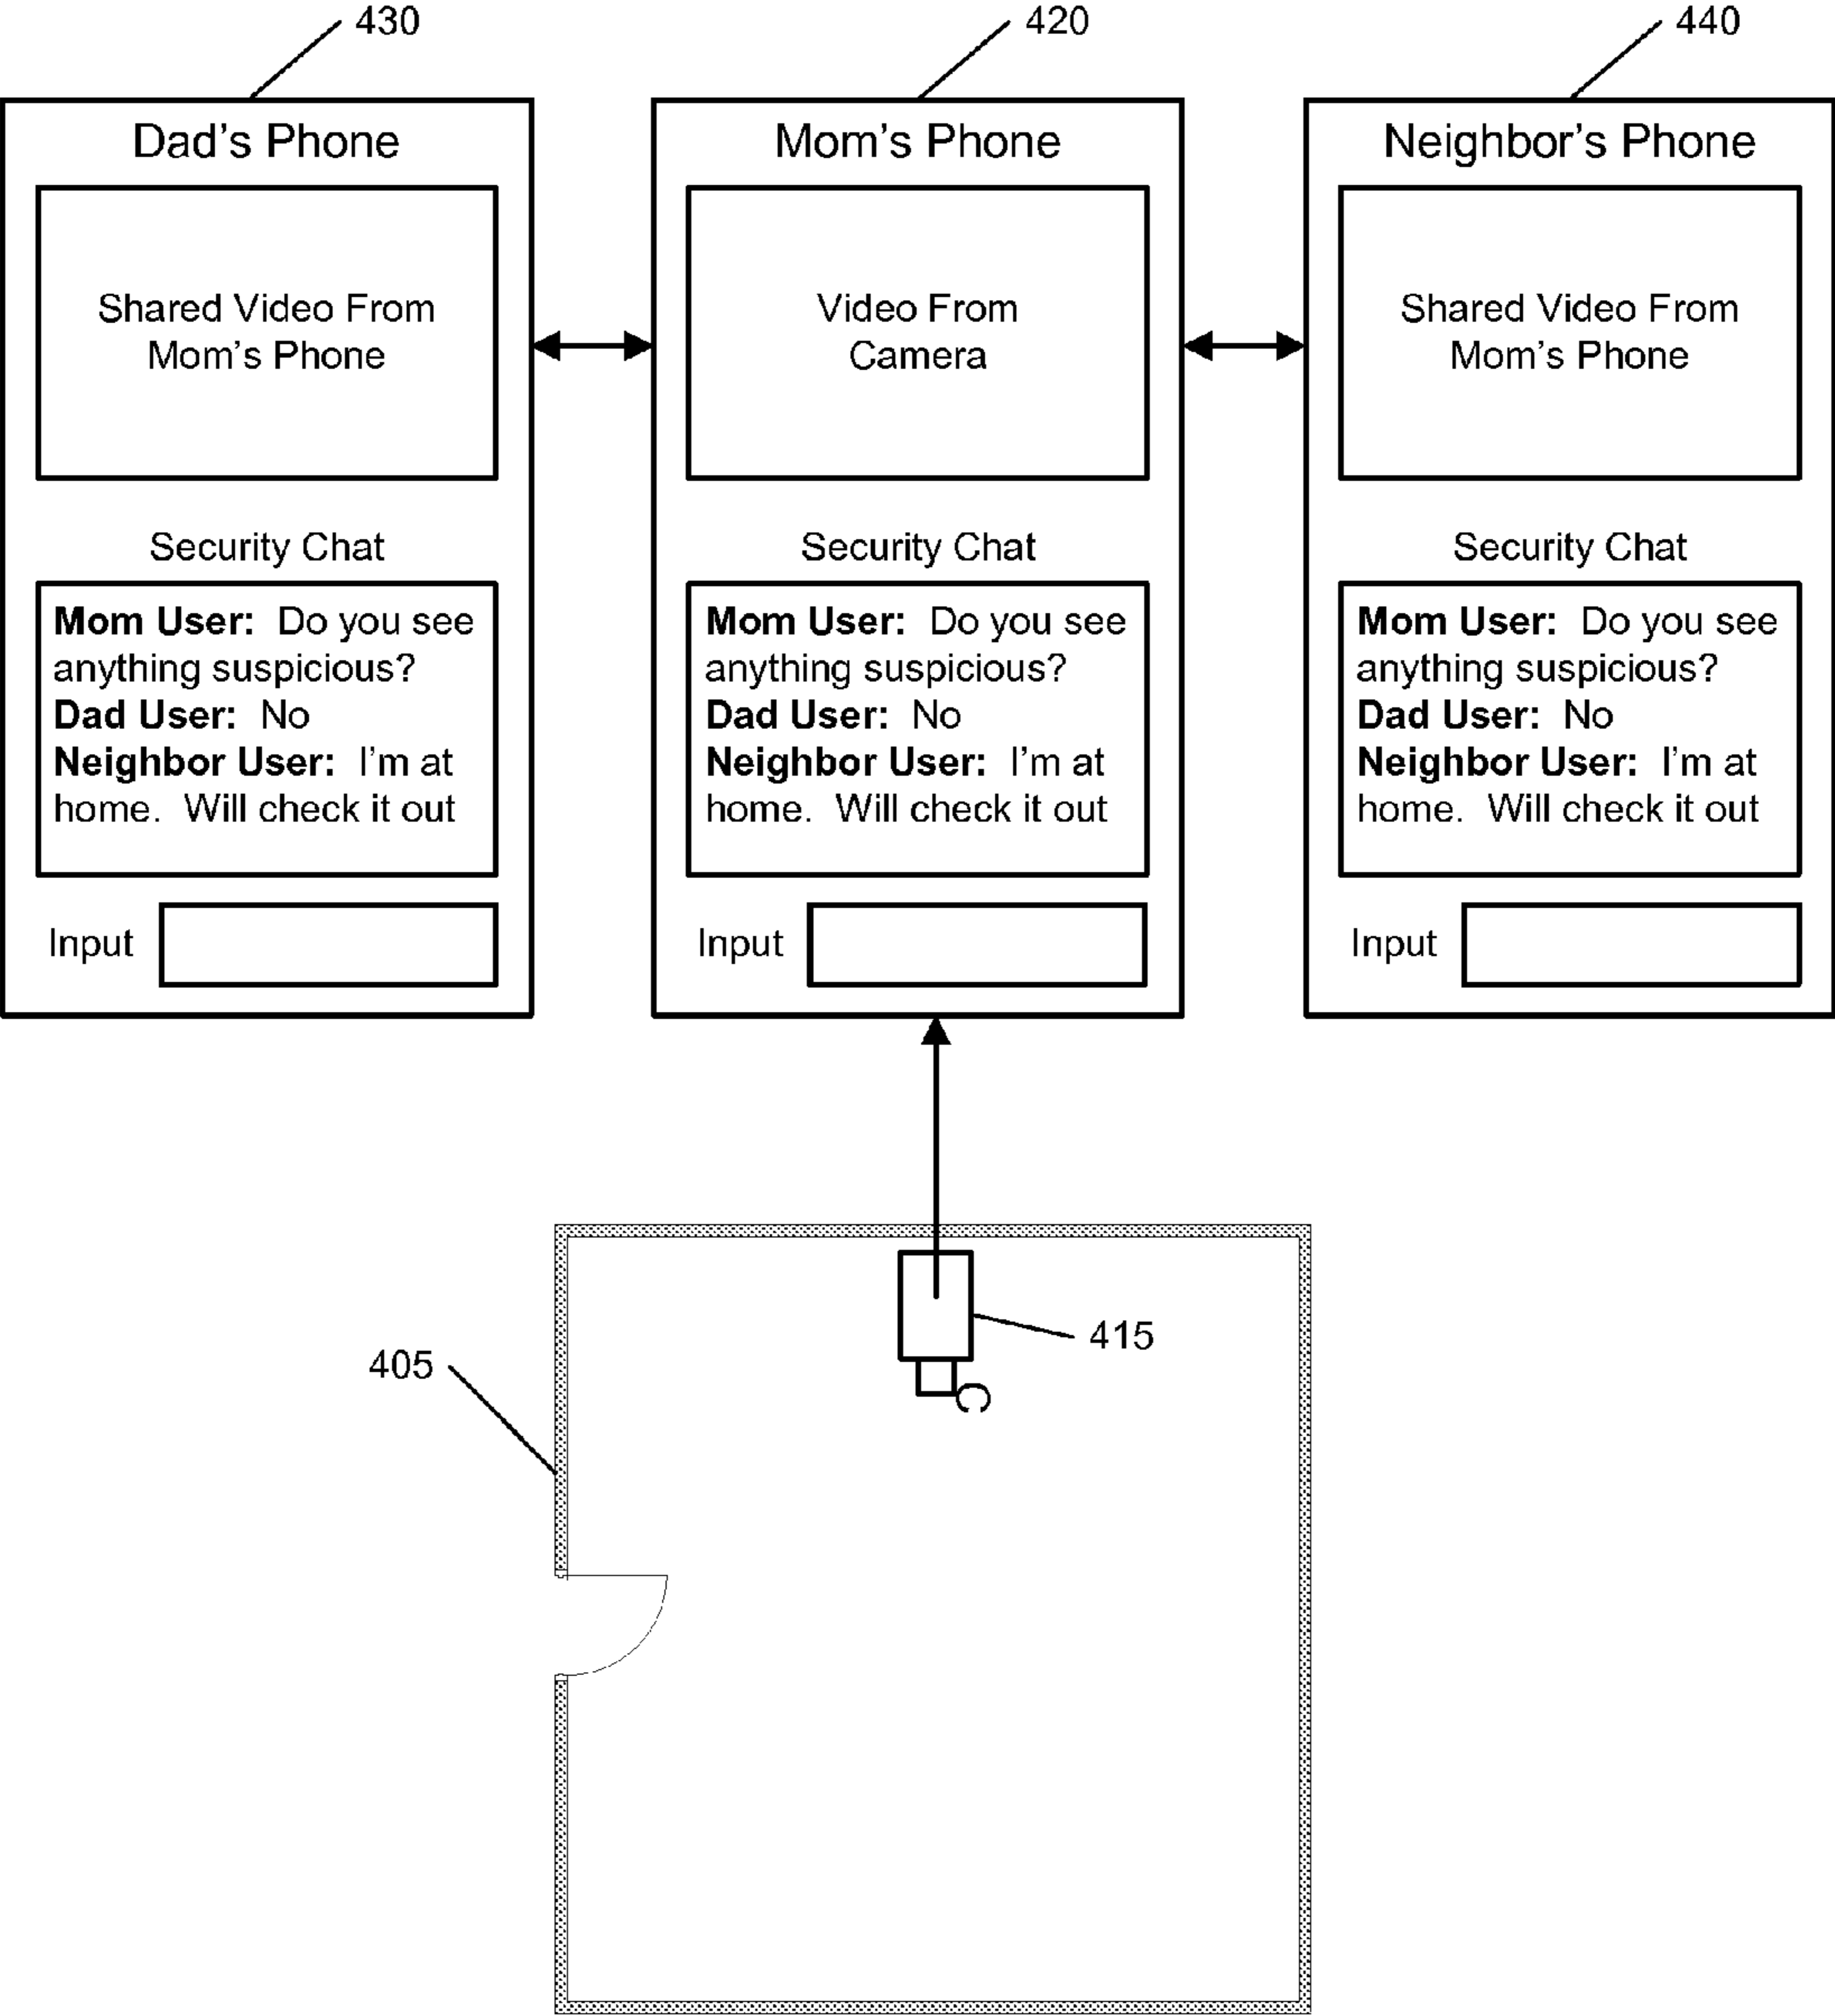 430
420
440
Dad's Phone
Shared Video From
Mom's Phone
Security Chat
Mom User: Do you see
anything suspicious?
Dad User: No
Neighbor User: I'm at
home. Will check it out
Input
Mom's Phone
Video From
Camera
Security Chat
Mom User: Do you see
anything suspicious?
Dad User: No
Neighbor User: I'm at
home. Will check it out
Input
Neighbor's Phone
Shared Video From
Mom's Phone
Security Chat
Mom User: Do you see
anything suspicious?
Dad User: No
Neighbor User: I'm at
home. Will check it out
Input
415
405